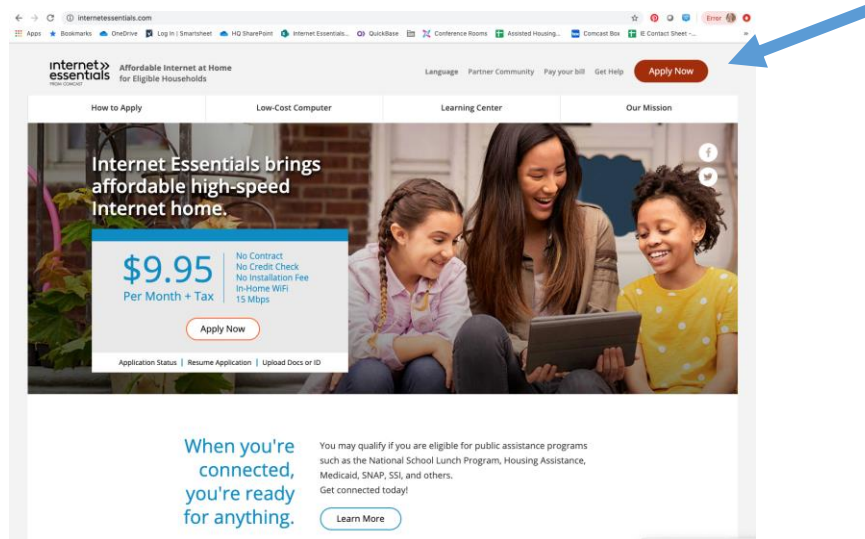 internetessentials.com
Error
Apps Bookmarks OneDrive Log In | Smartsheet HQ SharePoint Internet Essentials... QuickBase Conference Rooms Assisted Housing... Comcast Box IE Contact Sheet -... »
internet»
essentials
FROM COMCAST
Affordable Internet at Home
for Eligible Households
Language Partner Community Pay your bill Get Help Apply Now
How to Apply Low-Cost Computer Learning Center Our Mission
Internet Essentials brings
affordable high-speed
Internet home.
$9.95
Per Month + Tax
No Contract
No Credit Check
No Installation Fee
In-Home WiFi
15 Mbps
Apply Now
Application Status | Resume Application | Upload Docs or ID
When you're
connected,
you're ready
for anything.
You may qualify if you are eligible for public assistance programs
such as the National School Lunch Program, Housing Assistance,
Medicaid, SNAP, SSI, and others.
Get connected today!
Learn More